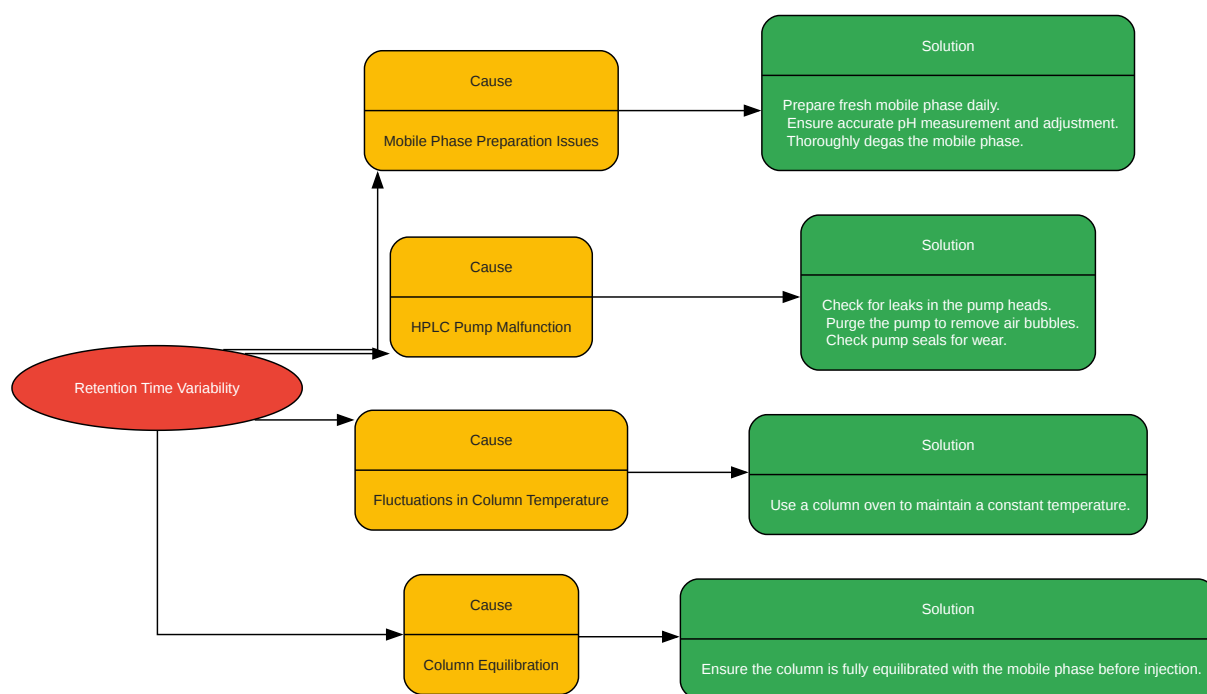 Cause
Mobile Phase Preparation Issues
Solution
Prepare fresh mobile phase daily.
Ensure accurate pH measurement and adjustment.
Thoroughly degas the mobile phase.
Cause
HPLC Pump Malfunction
Solution
Check for leaks in the pump heads.
Purge the pump to remove air bubbles.
Check pump seals for wear.
Retention Time Variability
Cause
Fluctuations in Column Temperature
Solution
Use a column oven to maintain a constant temperature.
Cause
Column Equilibration
Solution
Ensure the column is fully equilibrated with the mobile phase before injection.